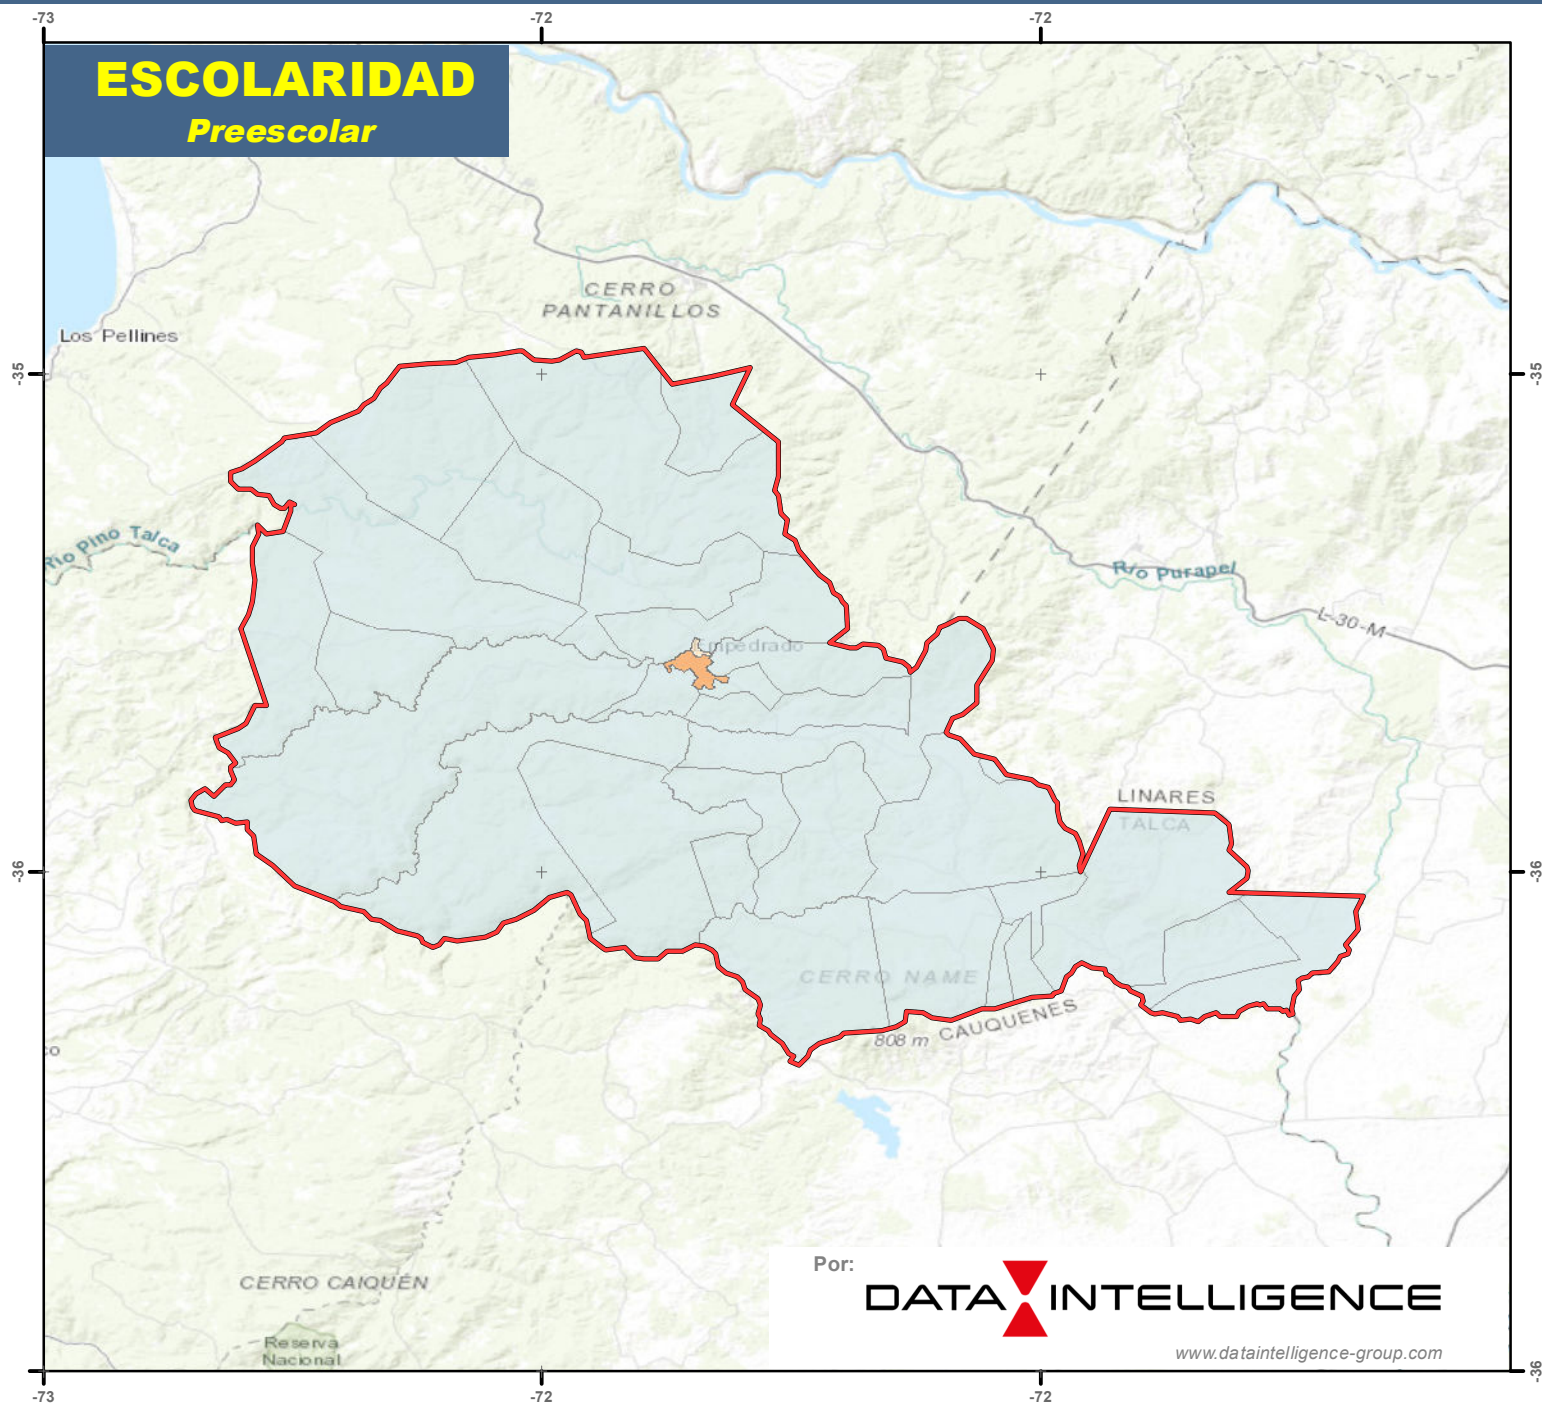 -73
-72
-72
ESCOLARIDAD
Preescolar
CERRO
PANTANILLOS
Los Pellines
-35
-35
Río Pino Talca
Río Purapel
L-30-M
Empedrado
LINARES
TALCA
-36
-36
CERRO NAME
CAUQUENES
808 m
co
Por:
DATA INTELLIGENCE
CERRO CAIQUÉN
Reserva
Nacional
www.dataintelligence-group.com
-36
-73
-72
-72